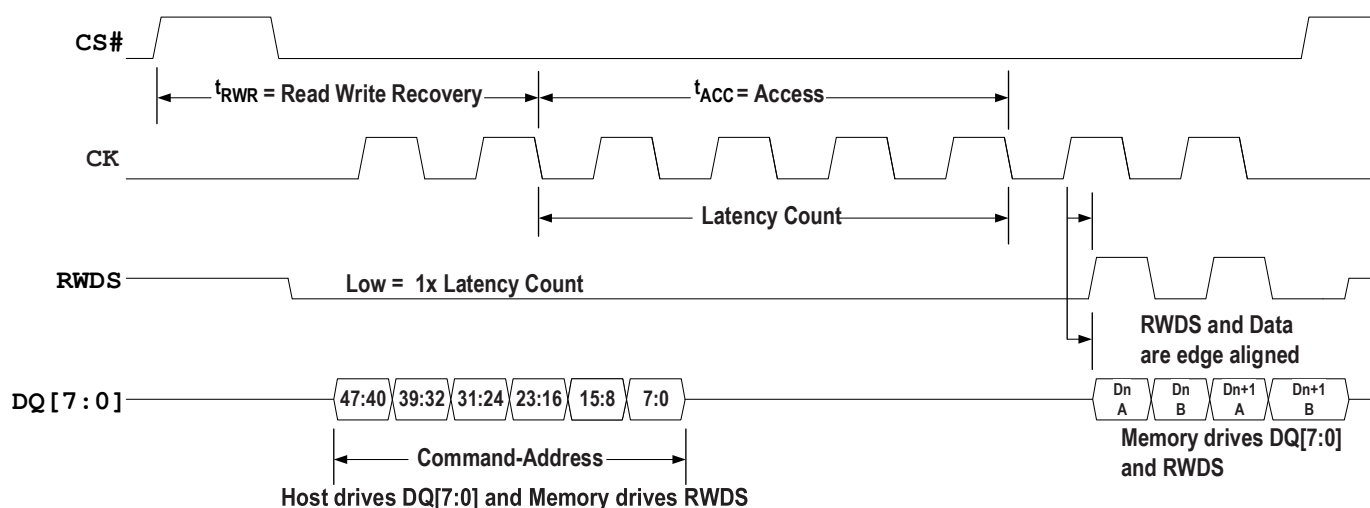 CS#
tRWR = Read Write Recovery
tACC = Access
CK
Latency Count
RWDS
Low = 1x Latency Count
RWDS and Data
are edge aligned
DQ[7:0]
47:40 39:32 31:24 23:16 15:8 7:0
Dn A
Dn B
Dn+1 A
Dn+1 B
Command-Address
Memory drives DQ[7:0]
and RWDS
Host drives DQ[7:0] and Memory drives RWDS